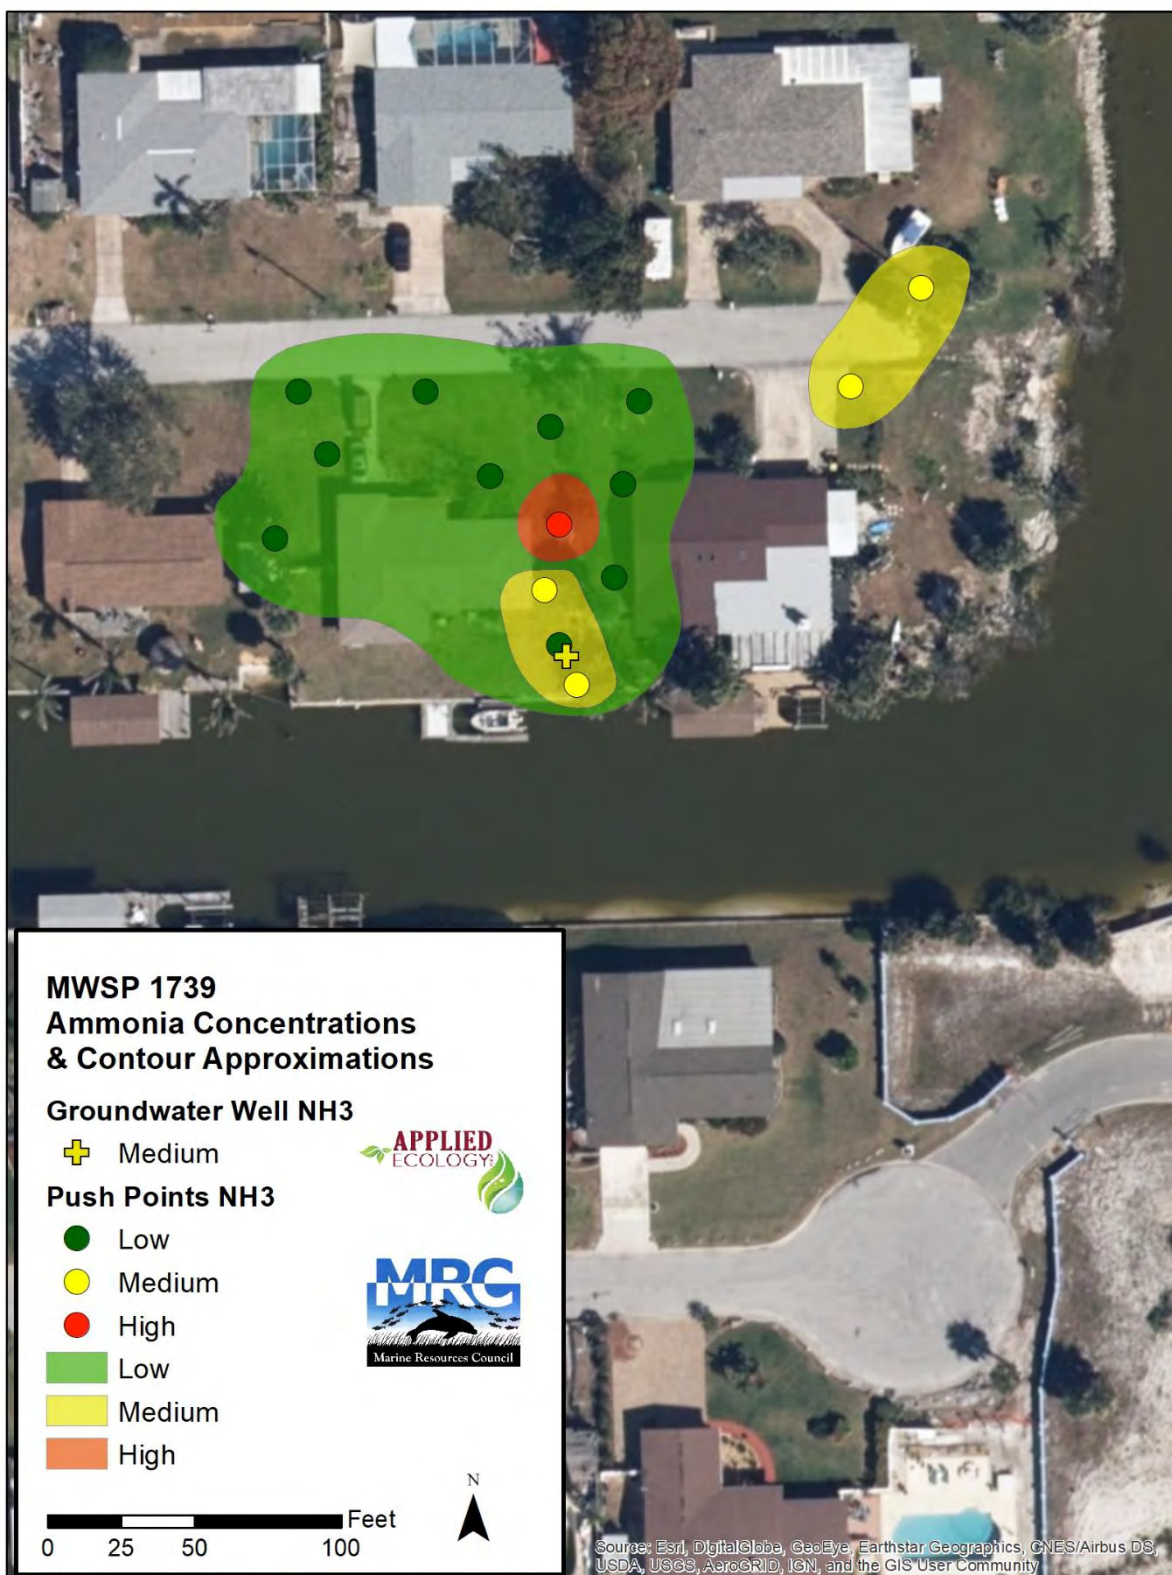 MWSP 1739
Ammonia Concentrations
& Contour Approximations
Groundwater Well NH3
Medium
Push Points NH3
Low
Medium
High
Low
Medium
High
APPLIED
ECOLOGY
MRC
Marine Resources Council
N
Feet
0 25 50 100
Source: Esri, DigitalGlobe, GeoEye, Earthstar Geographics, CNES/Airbus DS,
USDA, USGS, AeroGRID, IGN, and the GIS User Community